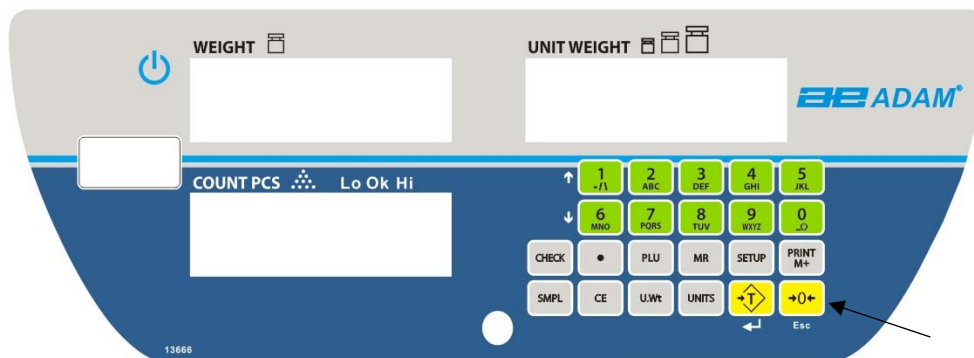 WEIGHT
UNIT WEIGHT
ADAM®
COUNT PCS Lo Ok Hi
1 2 3 4 5
-/\ ABC DEF GHI JKL
6 7 8 9 0
MNO PQRS TUV WXYZ
CHECK • PLU MR SETUP PRINT M+
SMPL CE U.Wt UNITS →T →0←
Esc
13666